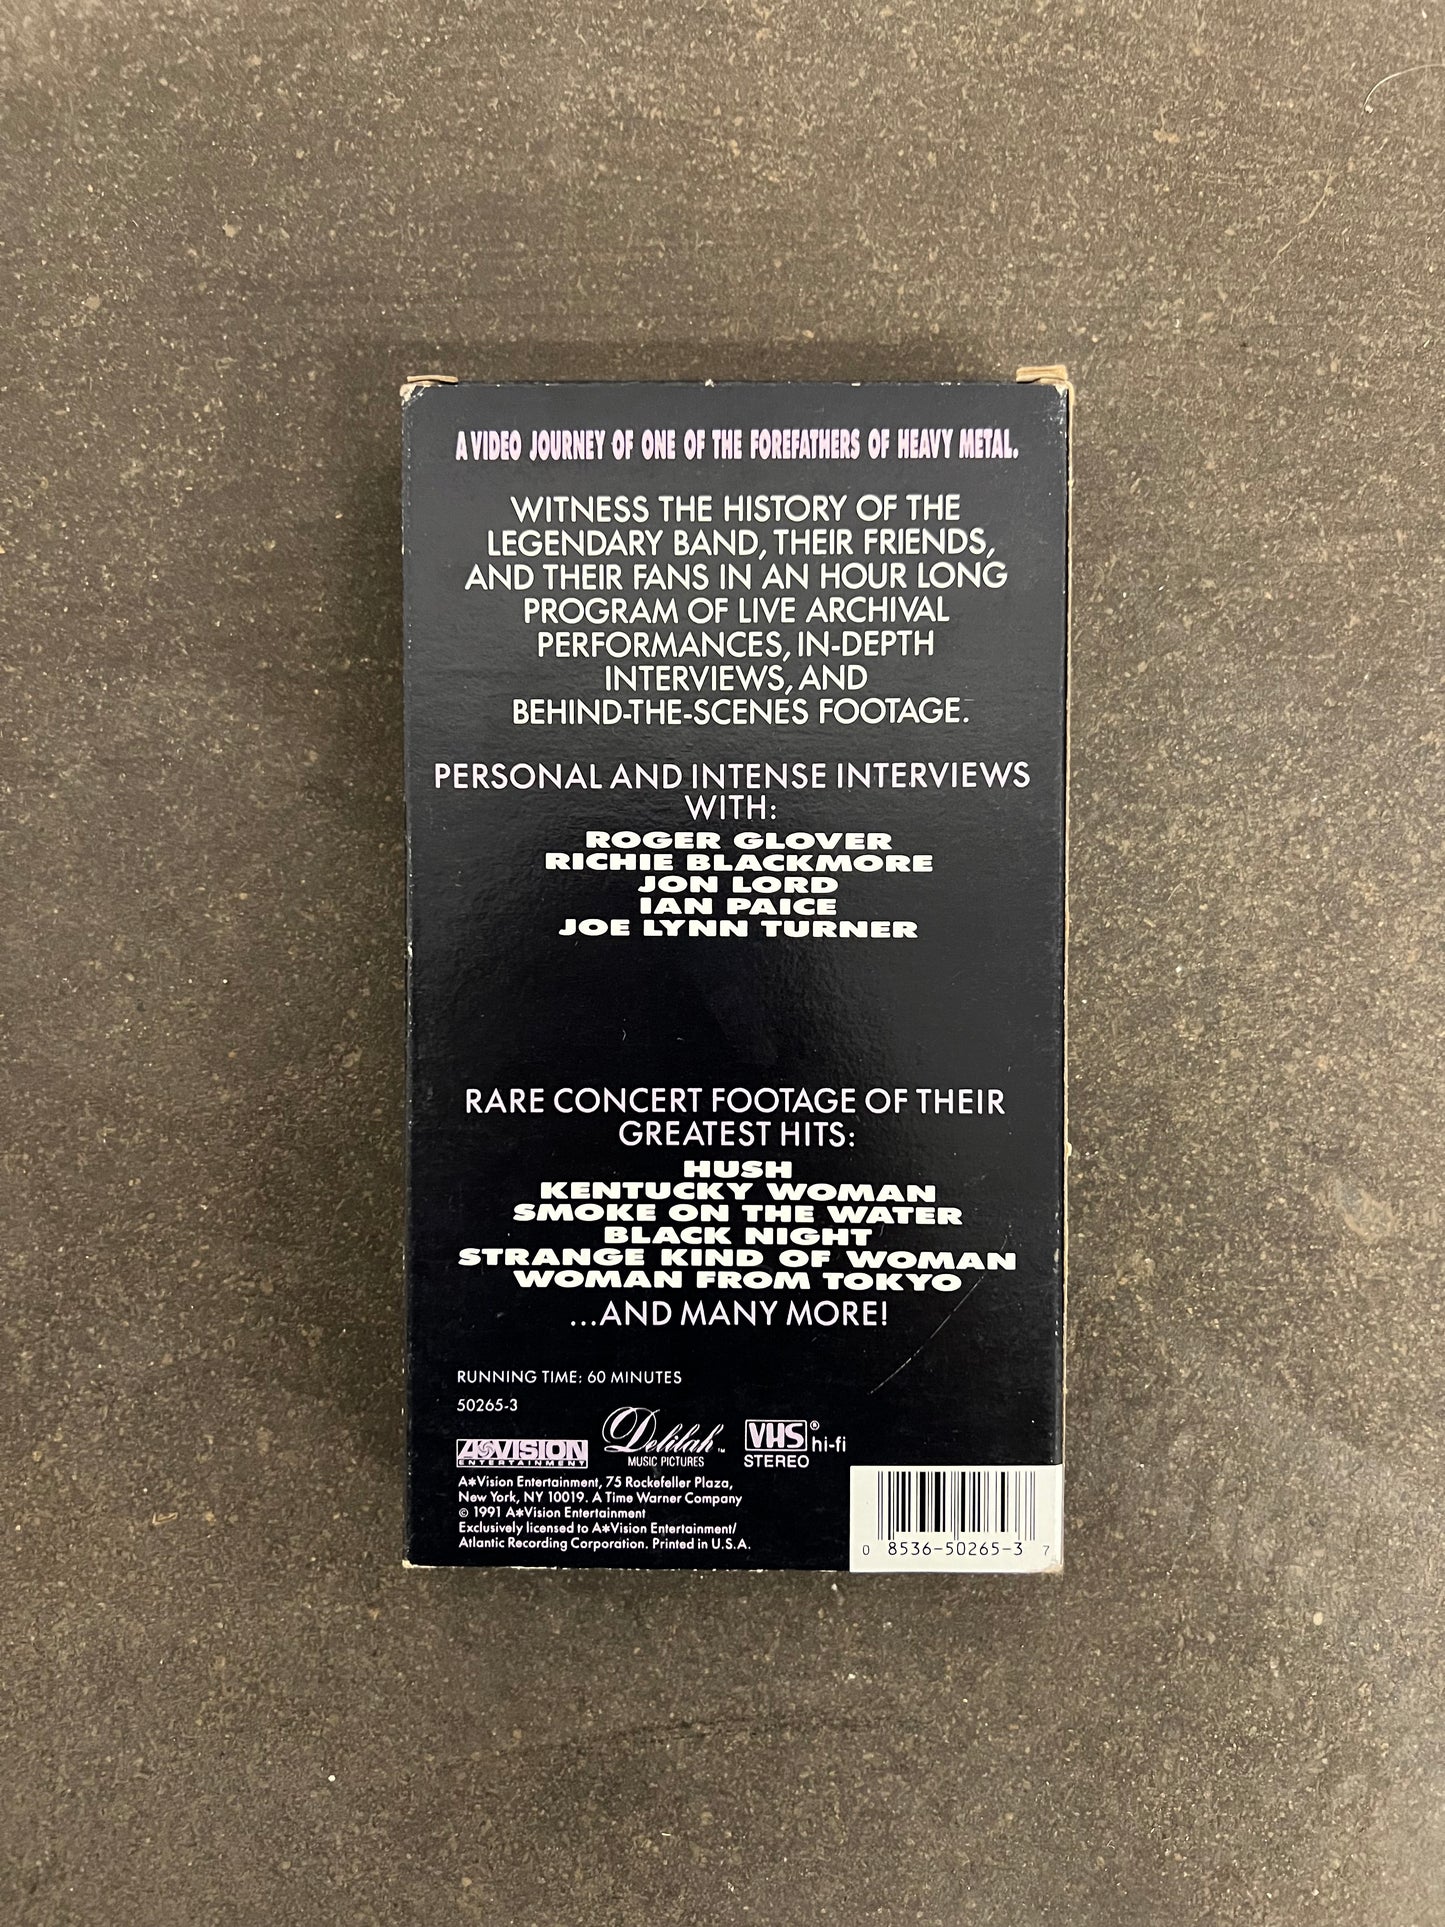 A VIDEO JOURNEY OF ONE OF THE FOREFATHERS OF HEAVY METAL.
WITNESS THE HISTORY OF THE
LEGENDARY BAND, THEIR FRIENDS,
AND THEIR FANS IN AN HOUR LONG
PROGRAM OF LIVE ARCHIVAL
PERFORMANCES, IN-DEPTH
INTERVIEWS, AND
BEHIND-THE-SCENES FOOTAGE.
PERSONAL AND INTENSE INTERVIEWS
WITH:
ROGER GLOVER
RICHIE BLACKMORE
JON LORD
IAN PAICE
JOE LYNN TURNER
RARE CONCERT FOOTAGE OF THEIR
GREATEST HITS:
HUSH
KENTUCKY WOMAN
SMOKE ON THE WATER
BLACK NIGHT
STRANGE KIND OF WOMAN
WOMAN FROM TOKYO
...AND MANY MORE!
RUNNING TIME: 60 MINUTES
50265-3
A*VISION
ENTERTAINMENT
Delilah™
MUSIC PICTURES
VHS® hi-fi
STEREO
A*Vision Entertainment, 75 Rockefeller Plaza,
New York, NY 10019. A Time Warner Company
© 1991 A*Vision Entertainment
Exclusively licensed to A*Vision Entertainment/
Atlantic Recording Corporation. Printed in U.S.A.
0 8536-50265-3 7